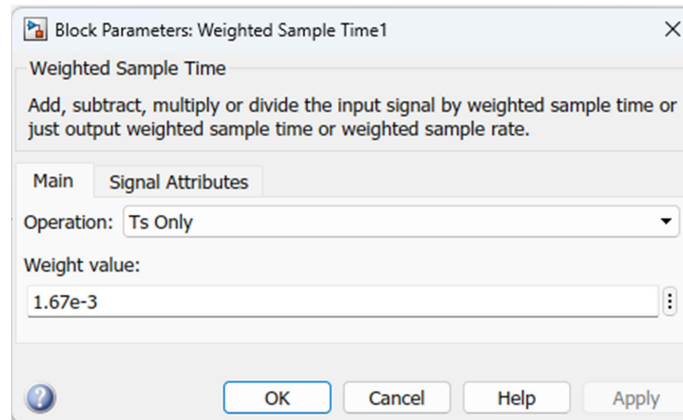 Block Parameters: Weighted Sample Time1
Weighted Sample Time
Add, subtract, multiply or divide the input signal by weighted sample time or
just output weighted sample time or weighted sample rate.
Main Signal Attributes
Operation: Ts Only
Weight value:
1.67e-3
OK Cancel Help Apply